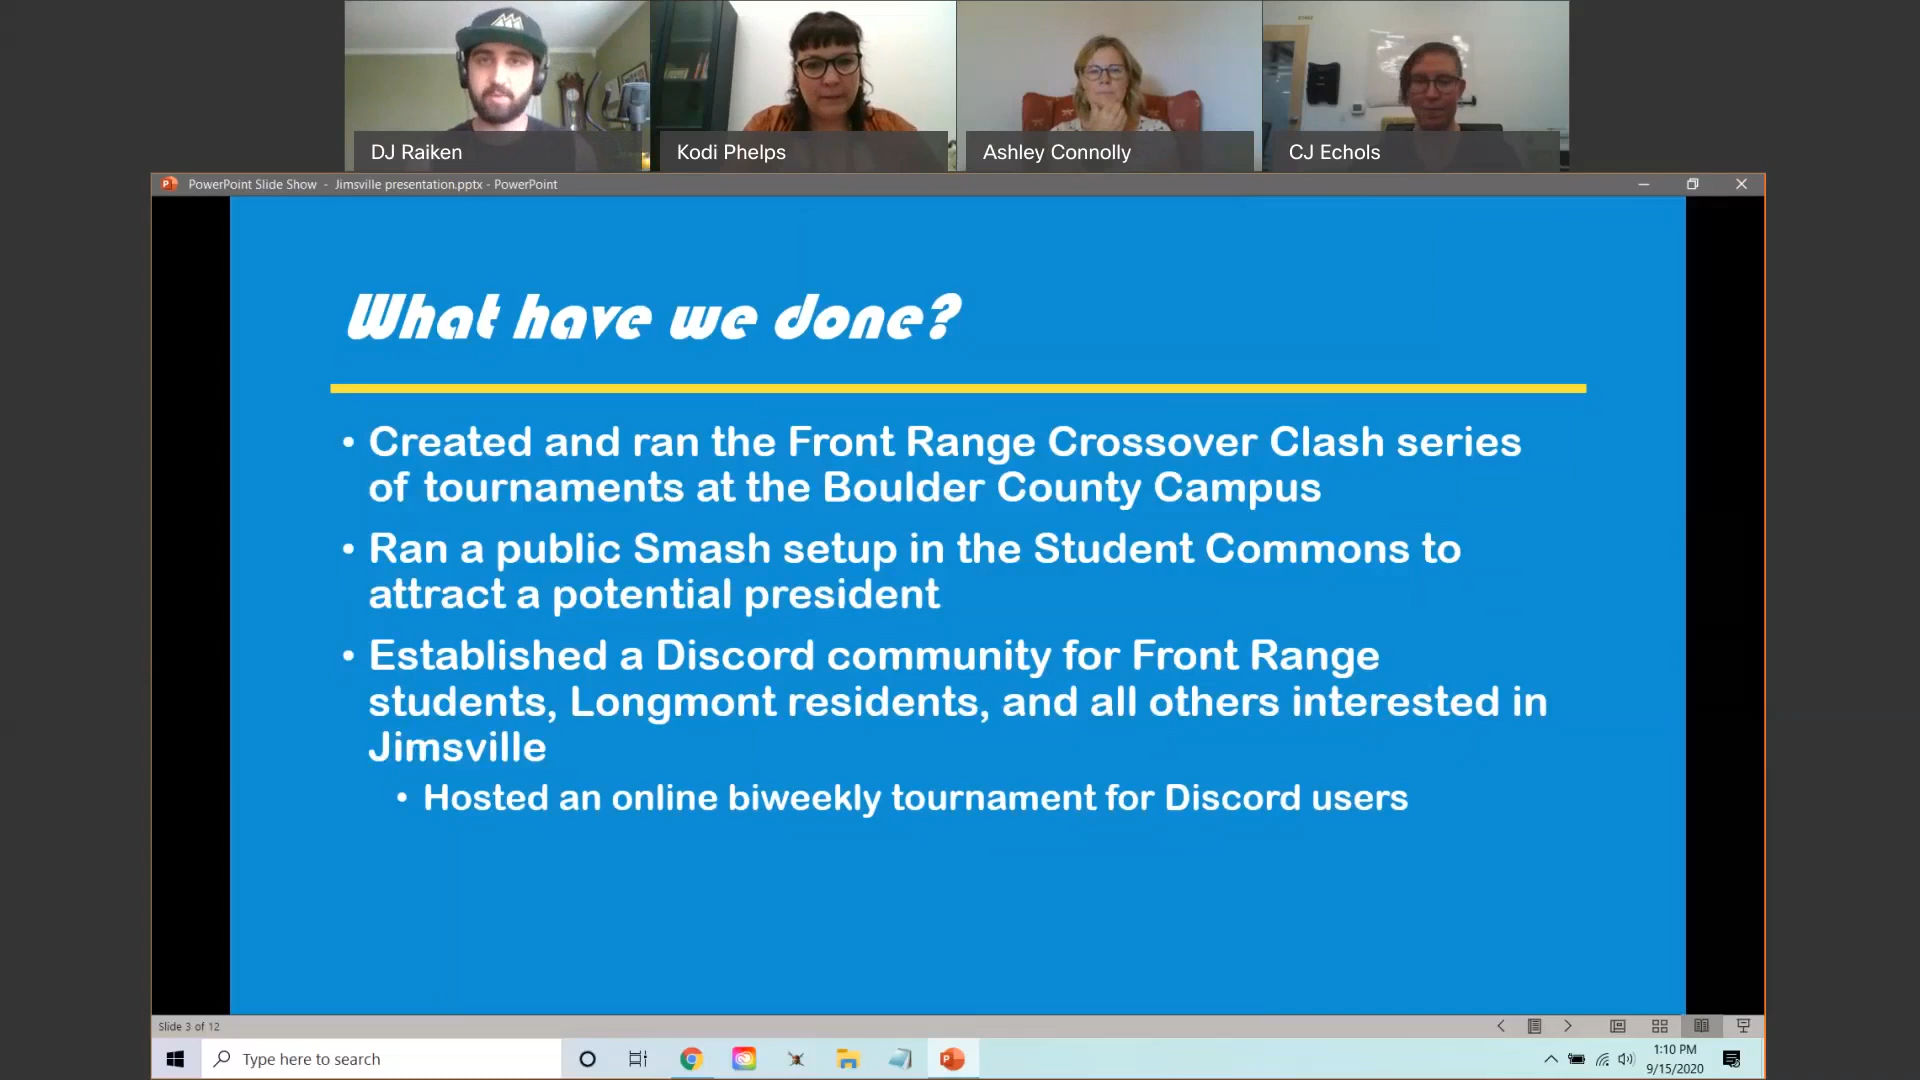 DJ Raiken
Kodi Phelps
Ashley Connolly
CJ Echols
PowerPoint Slide Show - Jimsville presentation.pptx - PowerPoint
What have we done?
• Created and ran the Front Range Crossover Clash series
of tournaments at the Boulder County Campus
• Ran a public Smash setup in the Student Commons to
attract a potential president
• Established a Discord community for Front Range
students, Longmont residents, and all others interested in
Jimsville
• Hosted an online biweekly tournament for Discord users
Slide 3 of 12
Type here to search
1:10 PM
9/15/2020